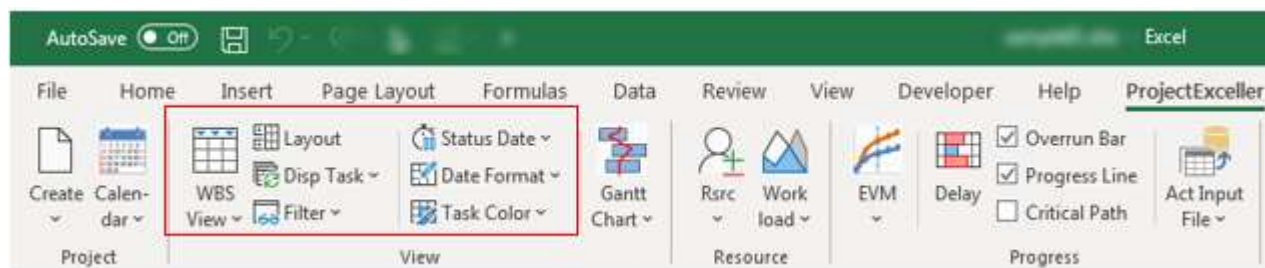 AutoSave Off Excel
File Home Insert Page Layout Formulas Data Review View Developer Help ProjectExceller
Layout Status Date Overrun Bar
Disp Task Date Format Progress Line
Create Calen- WBS Gantt Rsrc Work EVM Delay Act Input
dar View Filter Task Color Chart load Critical Path File
Project View Resource Progress